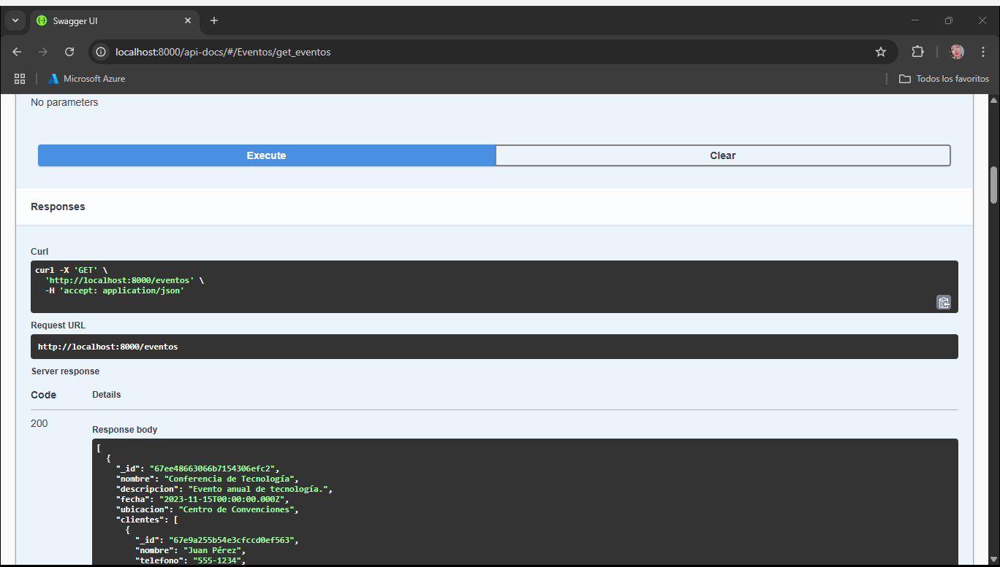 Swagger UI
localhost:8000/api-docs/#/Eventos/get_eventos
Microsoft Azure
Todos los favoritos
No parameters
Execute
Clear
Responses
Curl
curl -X 'GET' \
'http://localhost:8000/eventos' \
-H 'accept: application/json'
Request URL
http://localhost:8000/eventos
Server response
Code
Details
200
Response body
[
{
"_id": "67ee48663066b7154306efc2",
"nombre": "Conferencia de Tecnología",
"descripcion": "Evento anual de tecnología.",
"fecha": "2023-11-15T00:00:00.000Z",
"ubicacion": "Centro de Convenciones",
"clientes": [
{
"_id": "67e9a255b54e3cfccd0ef563",
"nombre": "Juan Pérez",
"telefono": "555-1234",